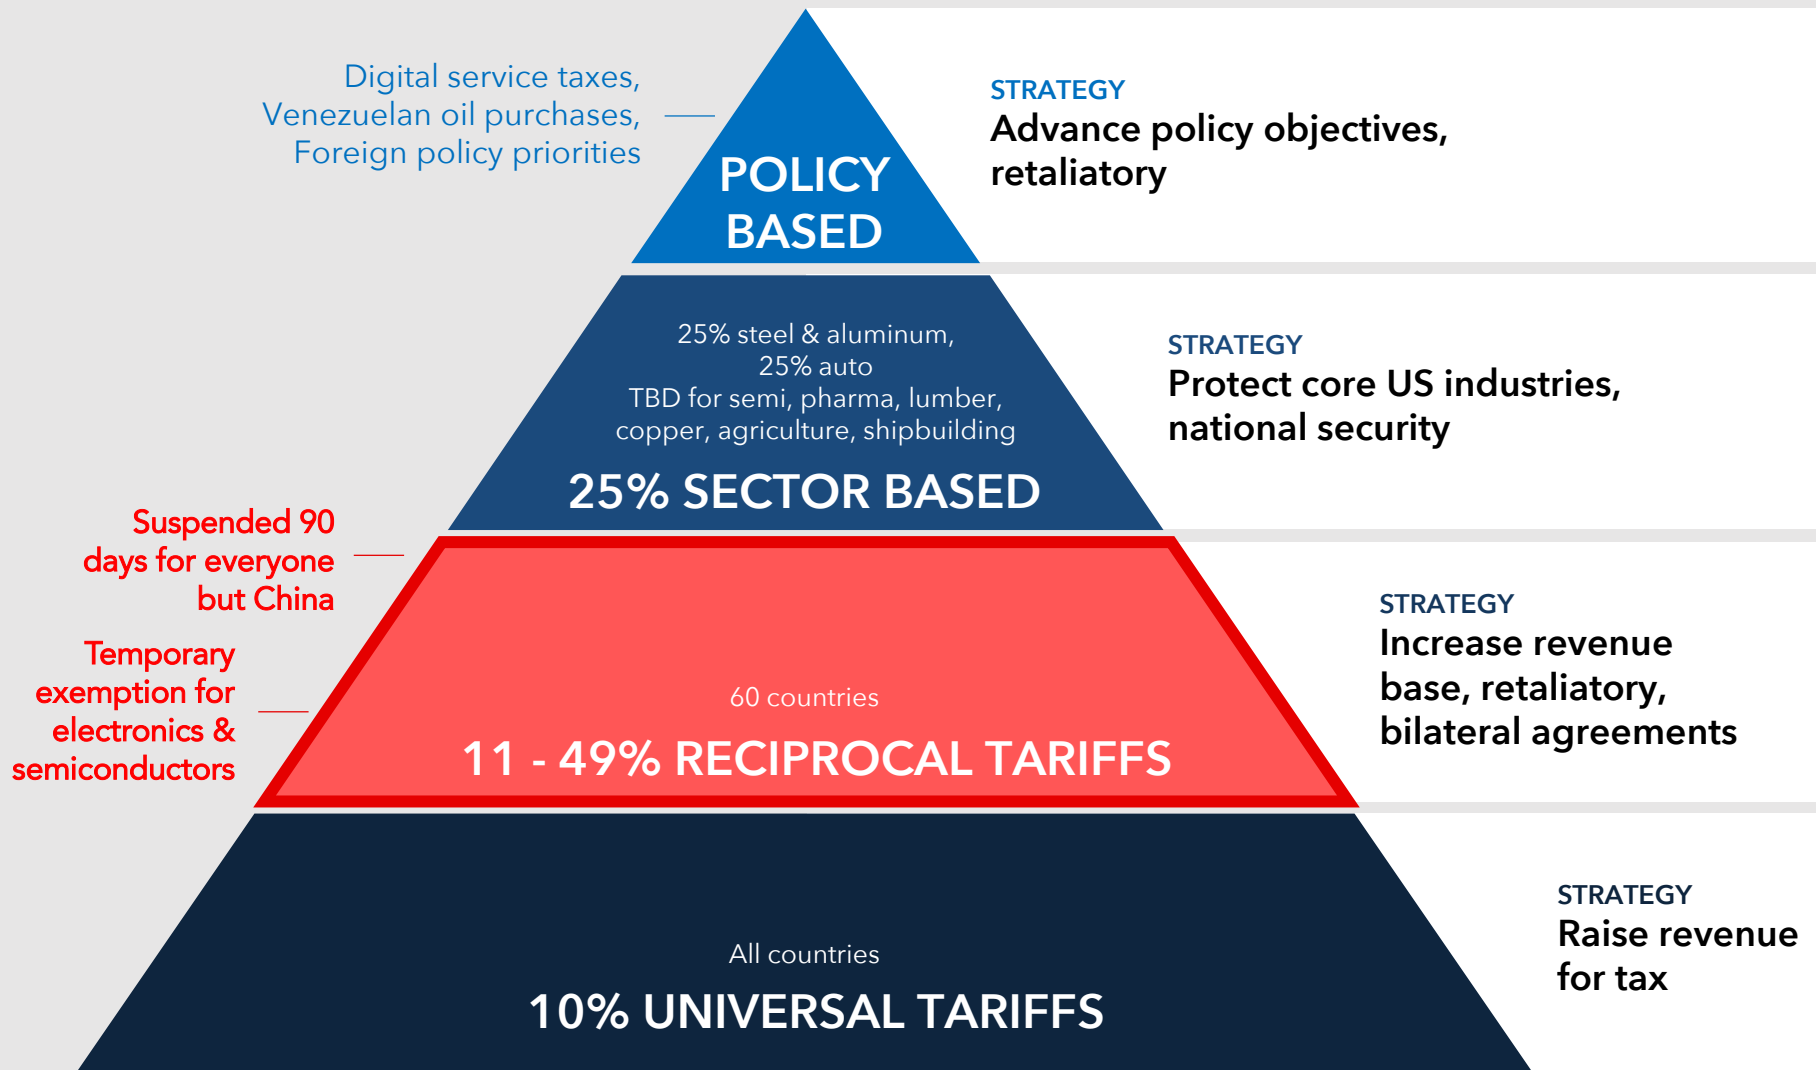 Digital service taxes,
Venezuelan oil purchases,
Foreign policy priorities
POLICY
BASED
STRATEGY
Advance policy objectives,
retaliatory
25% steel & aluminum,
25% auto
TBD for semi, pharma, lumber,
copper, agriculture, shipbuilding
25% SECTOR BASED
STRATEGY
Protect core US industries,
national security
Suspended 90
days for everyone
but China
Temporary
exemption for
electronics &
semiconductors
60 countries
11 - 49% RECIPROCAL TARIFFS
STRATEGY
Increase revenue
base, retaliatory,
bilateral agreements
All countries
10% UNIVERSAL TARIFFS
STRATEGY
Raise revenue
for tax